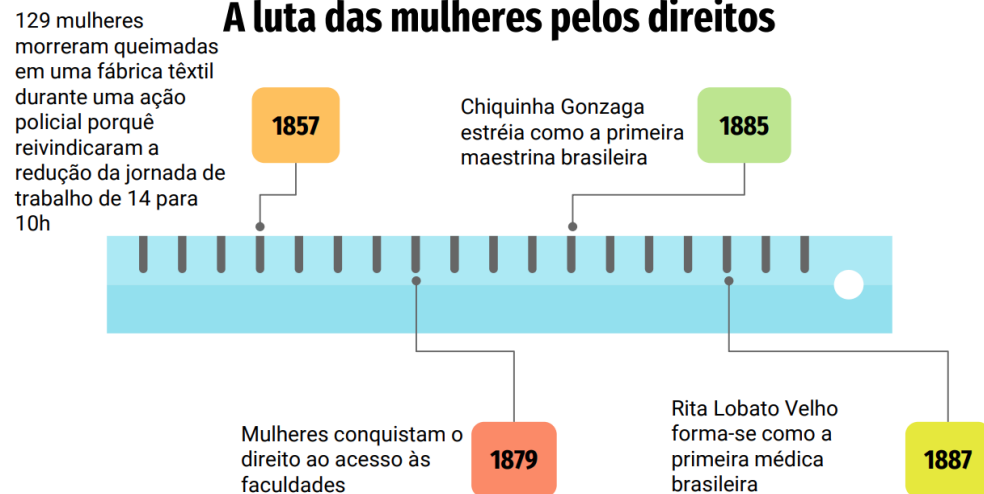 A luta das mulheres pelos direitos
129 mulheres
morreram queimadas
em uma fábrica têxtil
durante uma ação
policial porquê
reivindicaram a
redução da jornada de
trabalho de 14 para
10h
1857
Chiquinha Gonzaga
estréia como a primeira
maestrina brasileira
1885
Mulheres conquistam o
direito ao acesso às
faculdades
1879
Rita Lobato Velho
forma-se como a
primeira médica
brasileira
1887